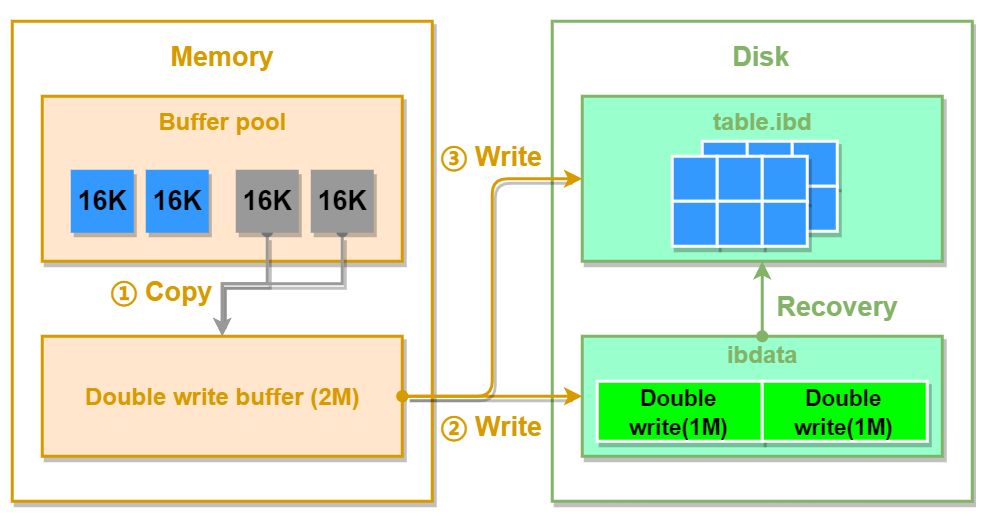 Memory
Buffer pool
16K
16K
16K
16K
① Copy
Double write buffer (2M)
③ Write
② Write
Disk
table.ibd
Recovery
ibdata
Double
write(1M)
Double
write(1M)